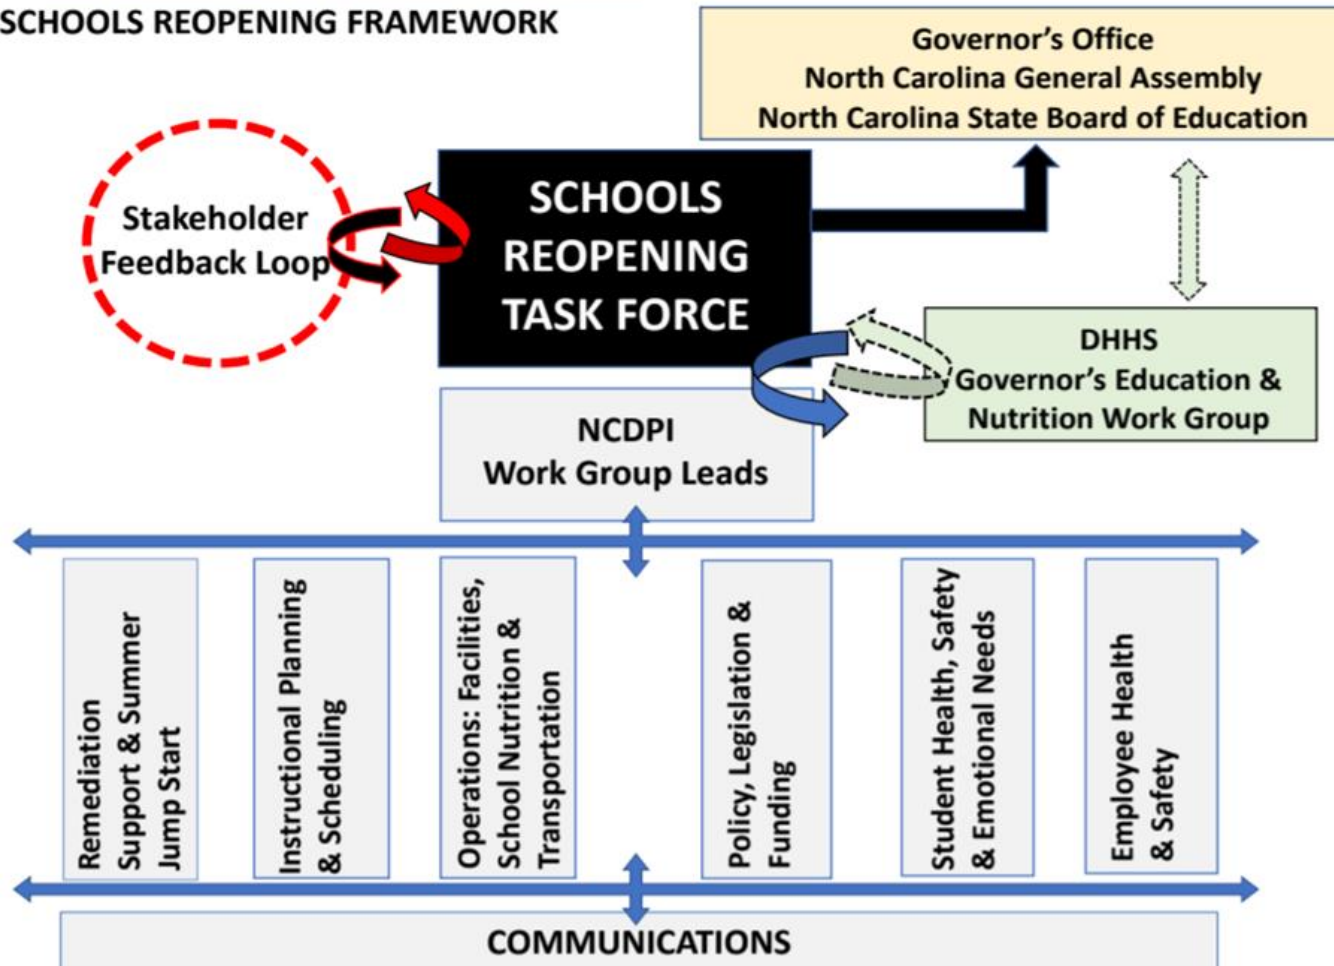 SCHOOLS REOPENING FRAMEWORK
Governor's Office
North Carolina General Assembly
North Carolina State Board of Education
Stakeholder
Feedback Loop
SCHOOLS
REOPENING
TASK FORCE
DHHS
Governor's Education &
Nutrition Work Group
NCDPI
Work Group Leads
Remediation
Support & Summer
Jump Start
Instructional Planning
& Scheduling
Operations: Facilities,
School Nutrition &
Transportation
Policy, Legislation &
Funding
Student Health, Safety
& Emotional Needs
Employee Health
& Safety
COMMUNICATIONS